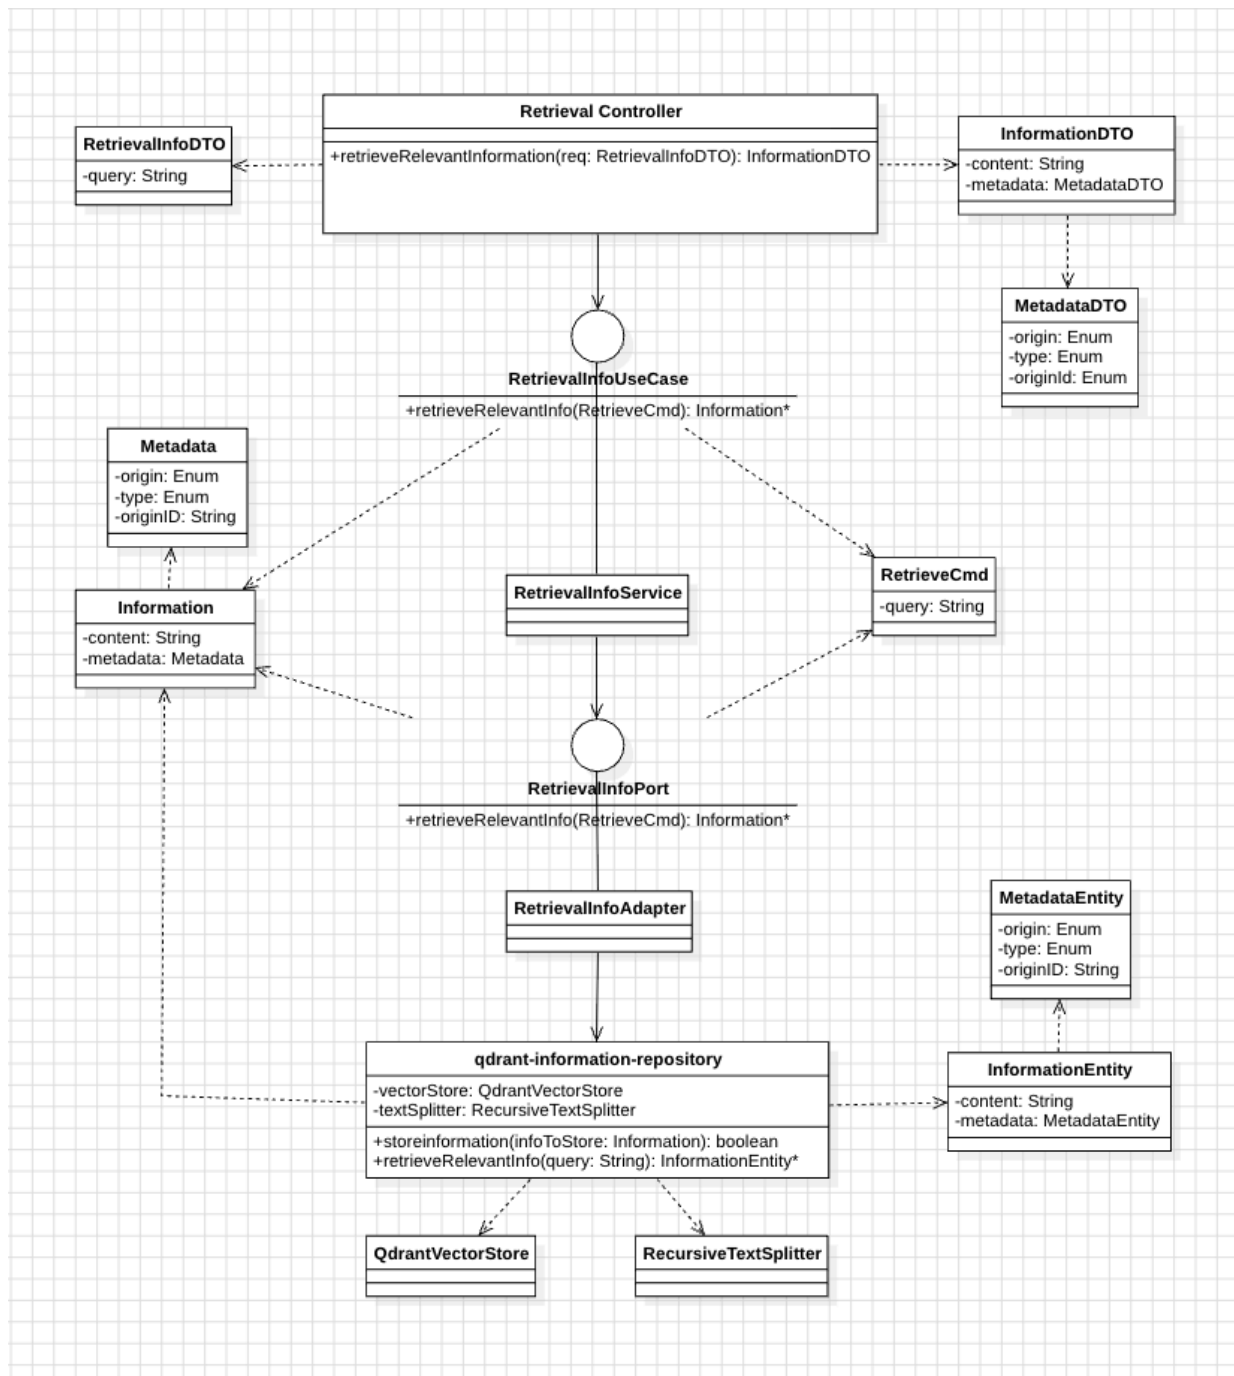 Retrieval Controller
+retrieveRelevantInformation(req: RetrievalInfoDTO): InformationDTO
RetrievalInfoDTO
-query: String
InformationDTO
-content: String
-metadata: MetadataDTO
MetadataDTO
-origin: Enum
-type: Enum
-originId: Enum
RetrievalInfoUseCase
+retrieveRelevantInfo(RetrieveCmd): Information*
Metadata
-origin: Enum
-type: Enum
-originID: String
Information
-content: String
-metadata: Metadata
RetrievalInfoService
RetrieveCmd
-query: String
RetrievalInfoPort
+retrieveRelevantInfo(RetrieveCmd): Information*
RetrievalInfoAdapter
MetadataEntity
-origin: Enum
-type: Enum
-originID: String
qdrant-information-repository
-vectorStore: QdrantVectorStore
-textSplitter: RecursiveTextSplitter
+storeinformation(infoToStore: Information): boolean
+retrieveRelevantInfo(query: String): InformationEntity*
InformationEntity
-content: String
-metadata: MetadataEntity
QdrantVectorStore
RecursiveTextSplitter